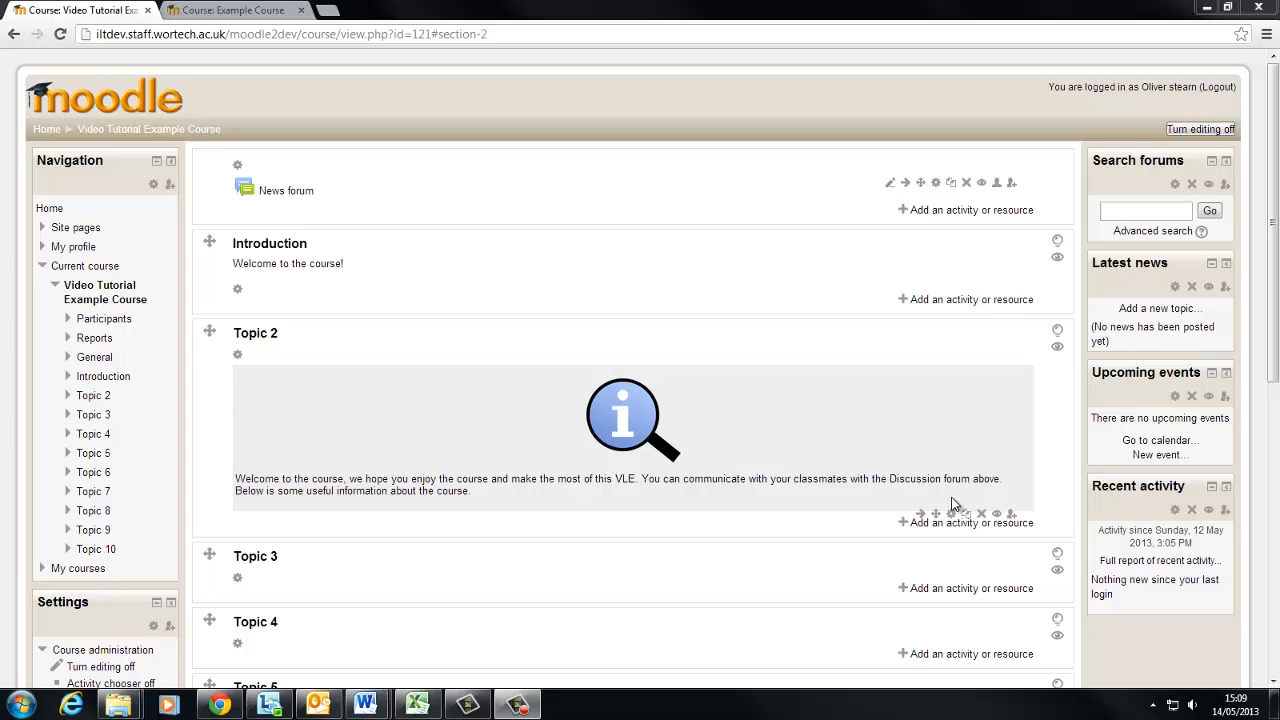 Course: Video Tutorial Exa
Course: Example Course
iltdev.staff.wortech.ac.uk/moodle2dev/course/view.php?id=121#section-2
moodle
You are logged in as Oliver stearn (Logout)
Home
Video Tutorial Example Course
Turn editing off
Navigation
Home
Site pages
My profile
Current course
Video Tutorial
Example Course
Participants
Reports
General
Introduction
Topic 2
Topic 3
Topic 4
Topic 5
Topic 6
Topic 7
Topic 8
Topic 9
Topic 10
My courses
Settings
Course administration
Turn editing off
Activity chooser off
News forum
Add an activity or resource
Introduction
Welcome to the course!
Add an activity or resource
Topic 2
Welcome to the course, we hope you enjoy the course and make the most of this VLE. You can communicate with your classmates with the Discussion forum above.
Below is some useful information about the course.
Add an activity or resource
Topic 3
Add an activity or resource
Topic 4
Add an activity or resource
Topic 5
Search forums
Go
Advanced search
Latest news
Add a new topic...
(No news has been posted
yet)
Upcoming events
There are no upcoming events
Go to calendar...
New event...
Recent activity
Activity since Sunday, 12 May
2013, 3:05 PM
Full report of recent activity...
Nothing new since your last
login
15:09
14/05/2013